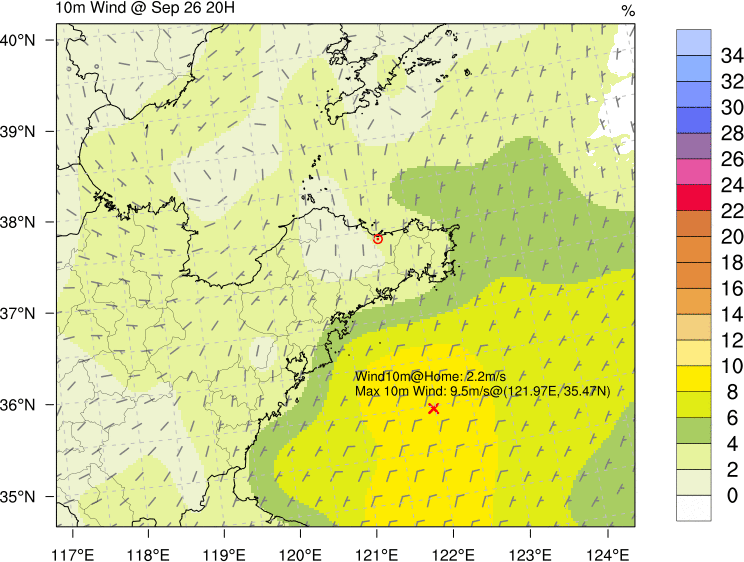 10m Wind @ Sep 26 20H
%
40°N
39°N
38°N
37°N
36°N
35°N
Wind10m@Home: 2.2m/s
Max 10m Wind: 9.5m/s@(121.97E, 35.47N)
117°E 118°E 119°E 120°E 121°E 122°E 123°E 124°E
34
32
30
28
26
24
22
20
18
16
14
12
10
8
6
4
2
0